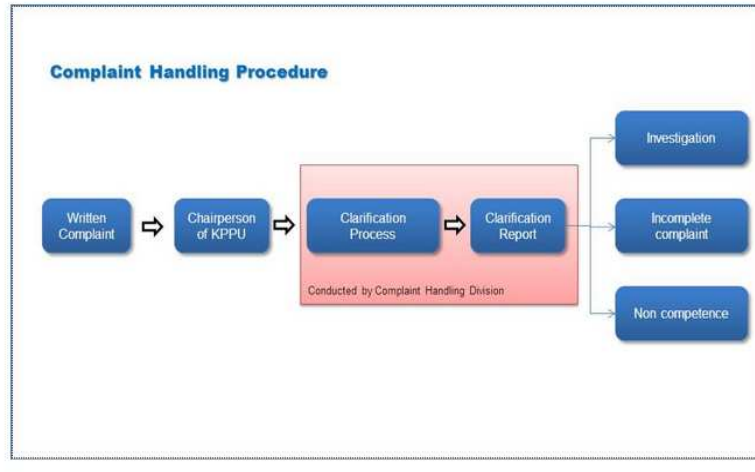 Complaint Handling Procedure
Written
Complaint
Chairperson
of KPPU
Clarification
Process
Clarification
Report
Conducted by Complaint Handling Division
Investigation
Incomplete
complaint
Non competence